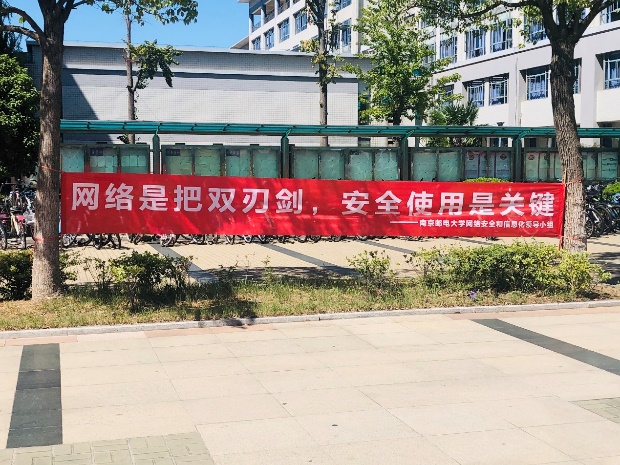 网络是把双刃剑，安全使用是关键
——南京邮电大学网络安全和信息化领导小组